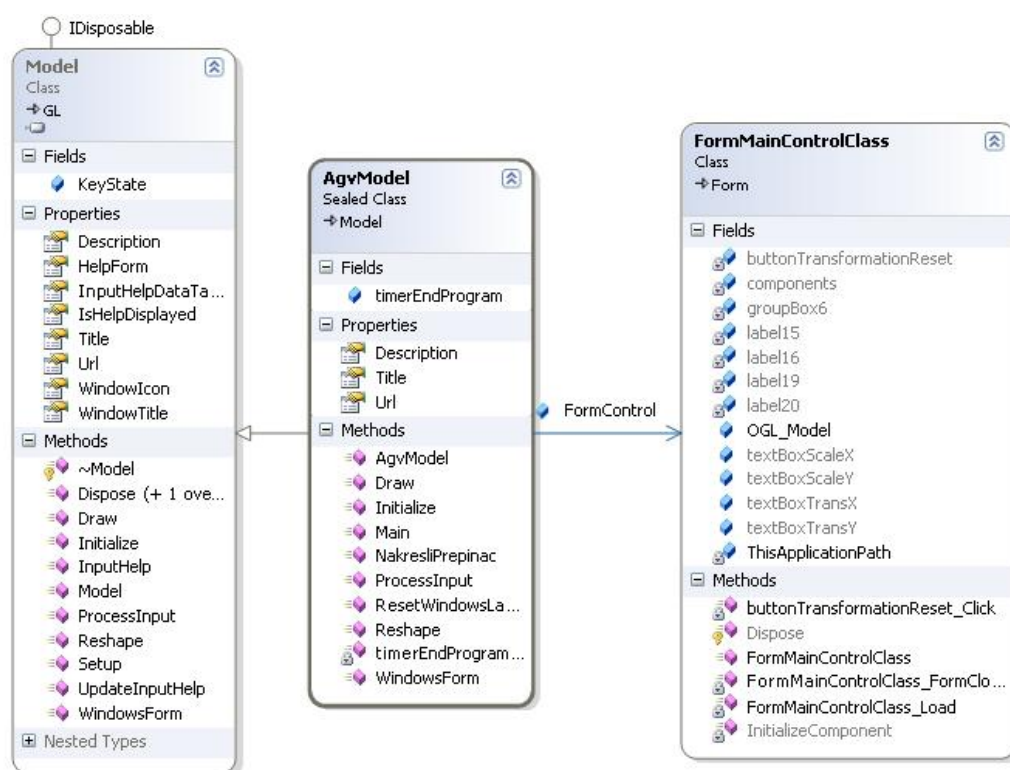 IDisposable
Model
Class
GL
Fields
KeyState
Properties
Description
HelpForm
InputHelpDataTa...
IsHelpDisplayed
Title
Url
WindowIcon
WindowTitle
Methods
~Model
Dispose (+ 1 ove...
Draw
Initialize
InputHelp
Model
ProcessInput
Reshape
Setup
UpdateInputHelp
WindowsForm
Nested Types
AgvModel
Sealed Class
Model
Fields
timerEndProgram
Properties
Description
Title
Url
Methods
AgvModel
Draw
Initialize
Main
NakresliPrepinac
ProcessInput
ResetWindowsLa...
Reshape
timerEndProgram...
WindowsForm
FormControl
FormMainControlClass
Class
Form
Fields
buttonTransformationReset
components
groupBox6
label15
label16
label19
label20
OGL_Model
textBoxScaleX
textBoxScaleY
textBoxTransX
textBoxTransY
ThisApplicationPath
Methods
buttonTransformationReset_Click
Dispose
FormMainControlClass
FormMainControlClass_FormClo...
FormMainControlClass_Load
InitializeComponent